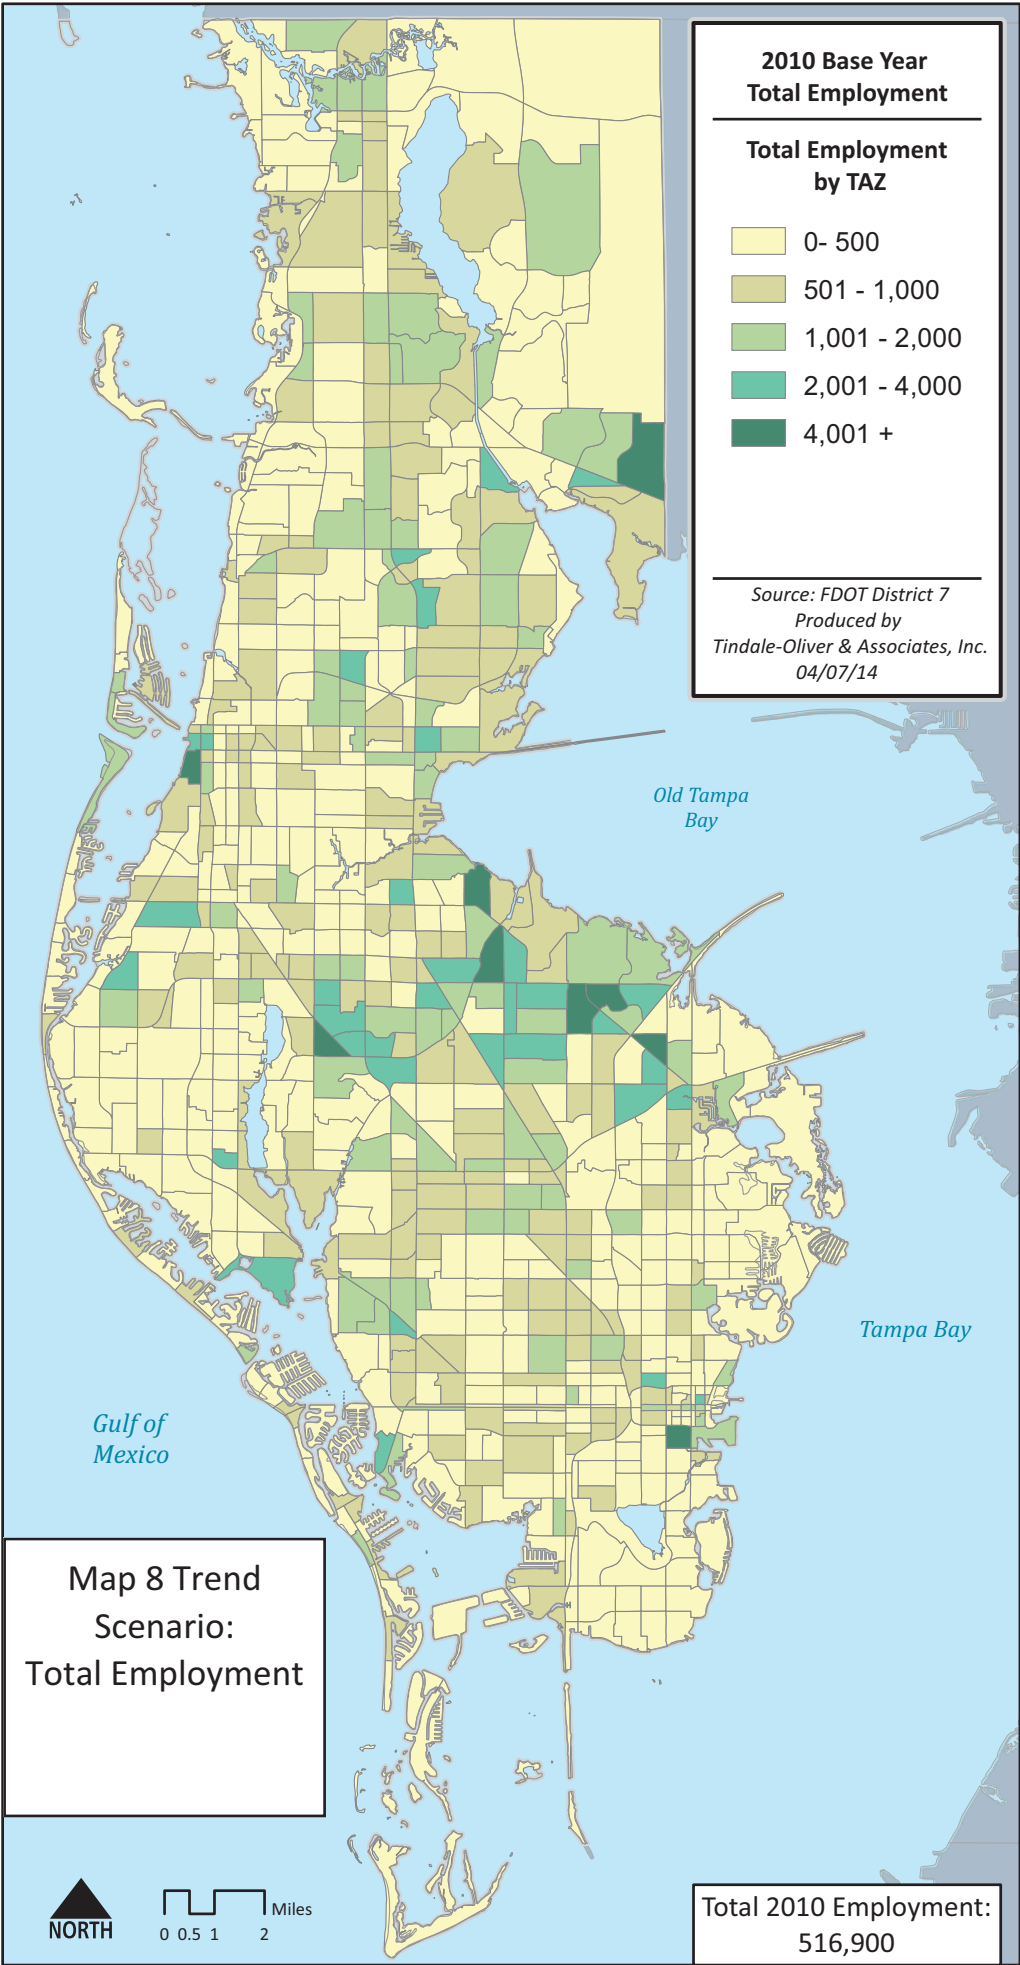 2010 Base Year
Total Employment
Total Employment
by TAZ
0- 500
501 - 1,000
1,001 - 2,000
2,001 - 4,000
4,001 +
Source: FDOT District 7
Produced by
Tindale-Oliver & Associates, Inc.
04/07/14
Old Tampa
Bay
Tampa Bay
Gulf of
Mexico
Map 8 Trend
Scenario:
Total Employment
NORTH
Miles
0 0.5 1 2
Total 2010 Employment:
516,900